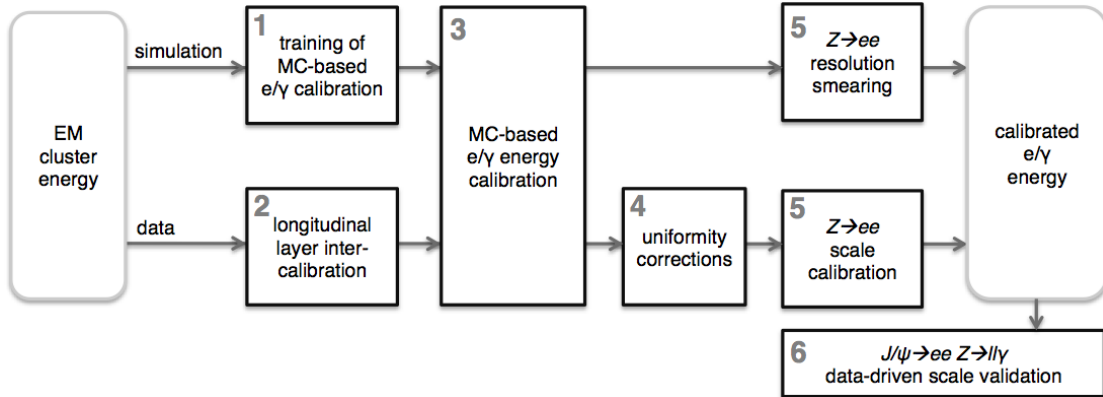 EM
cluster
energy
simulation
data
1
training of
MC-based
e/γ calibration
2
longitudinal
layer inter-
calibration
3
MC-based
e/γ energy
calibration
4
uniformity
corrections
5
Z→ee
resolution
smearing
5
Z→ee
scale
calibration
calibrated
e/γ
energy
6
J/ψ→ee Z→llγ
data-driven scale validation